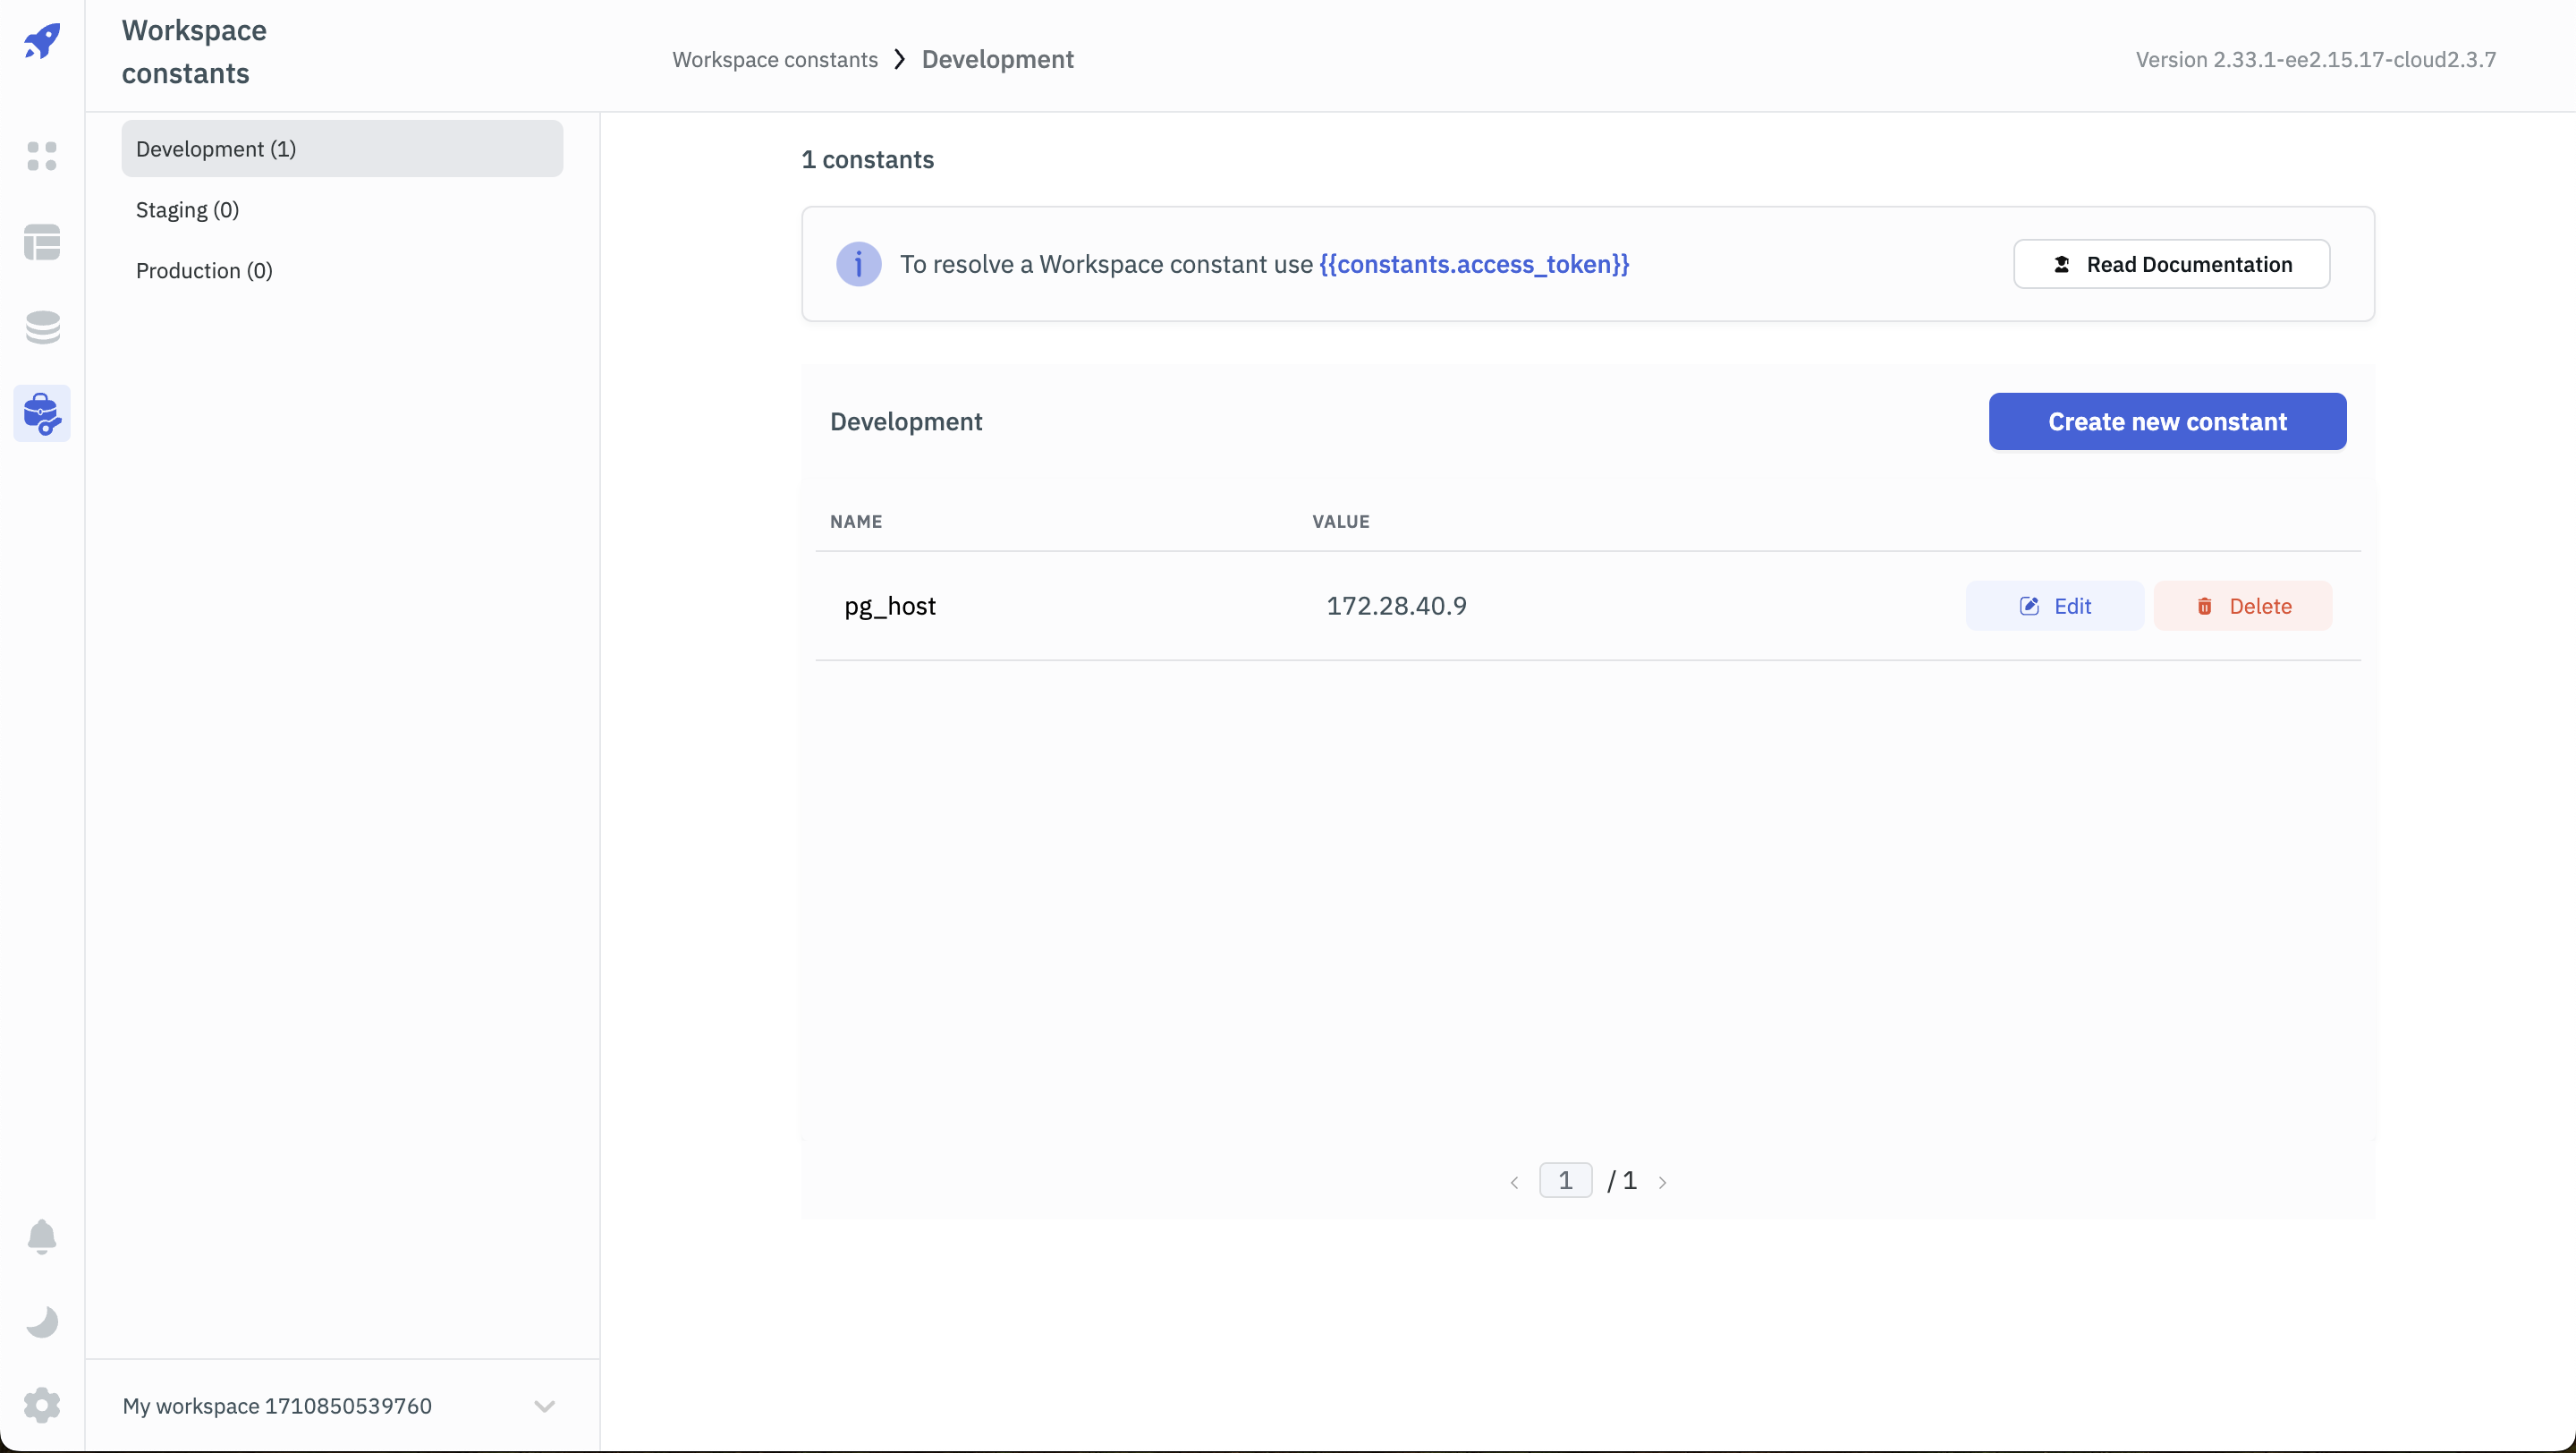 Workspace
constants
Workspace constants > Development
Version 2.33.1-ee2.15.17-cloud2.3.7
Development (1)
Staging (0)
Production (0)
1 constants
i To resolve a Workspace constant use {{constants.access_token}}
Read Documentation
Development
Create new constant
NAME VALUE
pg_host 172.28.40.9 Edit Delete
< 1 / 1 >
My workspace 1710850539760